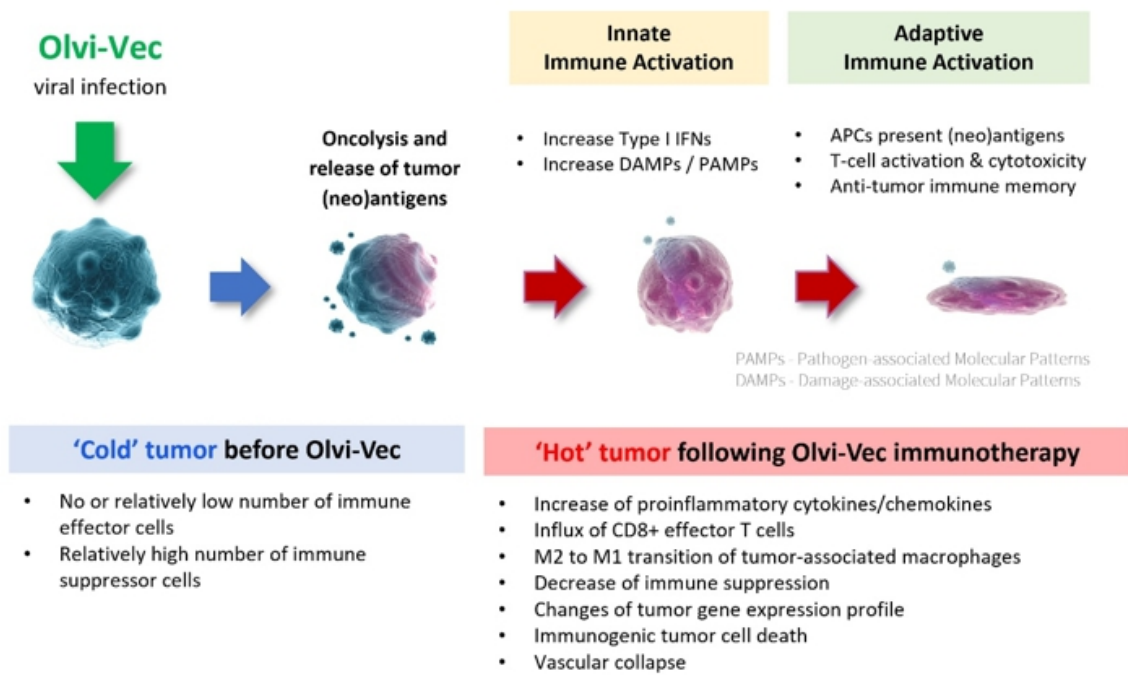 Olvi-Vec
viral infection
Oncolysis and
release of tumor
(neo)antigens
Innate
Immune Activation
• Increase Type I IFNs
• Increase DAMPs / PAMPs
Adaptive
Immune Activation
• APCs present (neo)antigens
• T-cell activation & cytotoxicity
• Anti-tumor immune memory
PAMPs - Pathogen-associated Molecular Patterns
DAMPs - Damage-associated Molecular Patterns
‘Cold’ tumor before Olvi-Vec
• No or relatively low number of immune
effector cells
• Relatively high number of immune
suppressor cells
‘Hot’ tumor following Olvi-Vec immunotherapy
• Increase of proinflammatory cytokines/chemokines
• Influx of CD8+ effector T cells
• M2 to M1 transition of tumor-associated macrophages
• Decrease of immune suppression
• Changes of tumor gene expression profile
• Immunogenic tumor cell death
• Vascular collapse